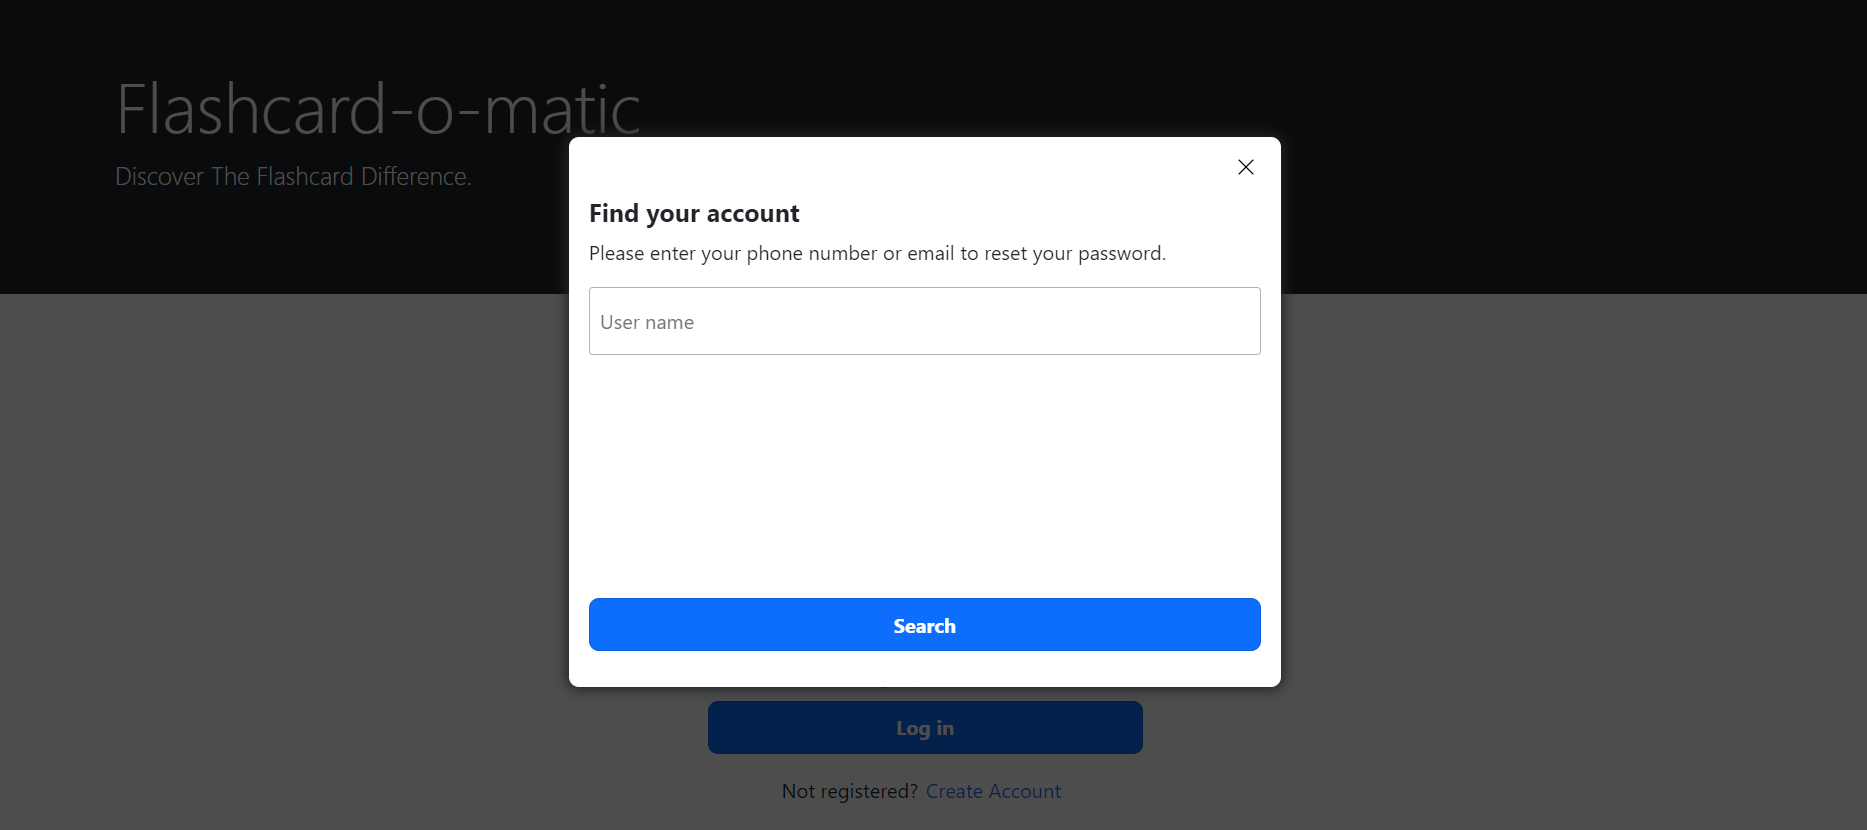 Flashcard-o-matic
Discover The Flashcard Difference.
Find your account
Please enter your phone number or email to reset your password.
User name
Search
Log in
Not registered? Create Account